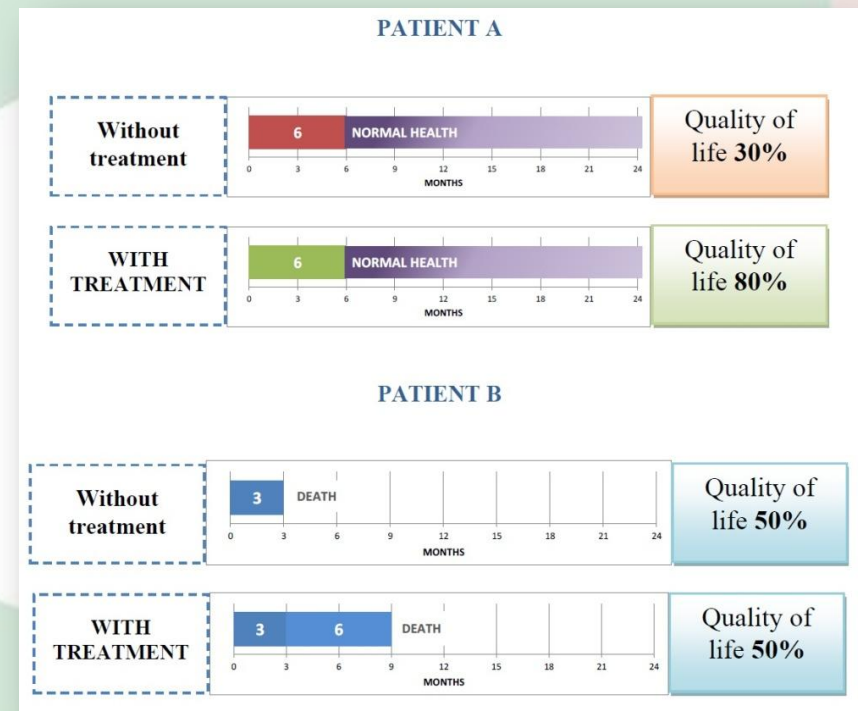 PATIENT A
Without
treatment
6
NORMAL HEALTH
0 3 6 9 12 15 18 21 24
MONTHS
Quality of
life 30%
WITH
TREATMENT
6
NORMAL HEALTH
0 3 6 9 12 15 18 21 24
MONTHS
Quality of
life 80%
PATIENT B
Without
treatment
3
DEATH
0 3 6 9 12 15 18 21 24
MONTHS
Quality of
life 50%
WITH
TREATMENT
3
6
DEATH
0 3 6 9 12 15 18 21 24
MONTHS
Quality of
life 50%